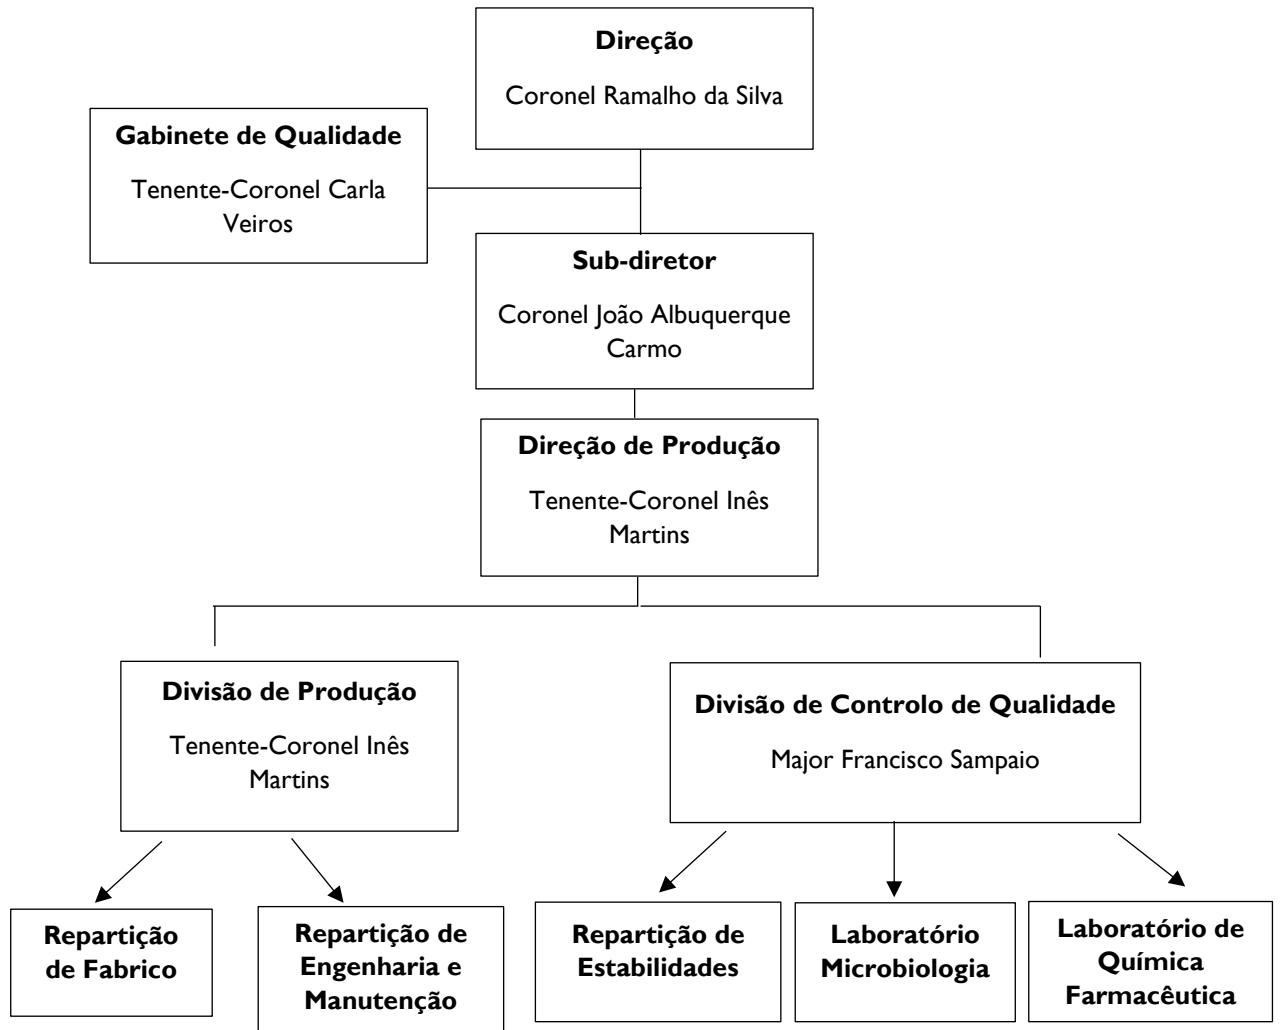 Direção
Coronel Ramalho da Silva
Gabinete de Qualidade
Tenente-Coronel Carla
Veiros
Sub-diretor
Coronel João Albuquerque
Carmo
Direção de Produção
Tenente-Coronel Inês
Martins
Divisão de Produção
Tenente-Coronel Inês
Martins
Divisão de Controlo de Qualidade
Major Francisco Sampaio
Repartição
de Fabrico
Repartição de
Engenharia e
Manutenção
Repartição de
Estabilidades
Laboratório
Microbiologia
Laboratório de
Química
Farmacêutica